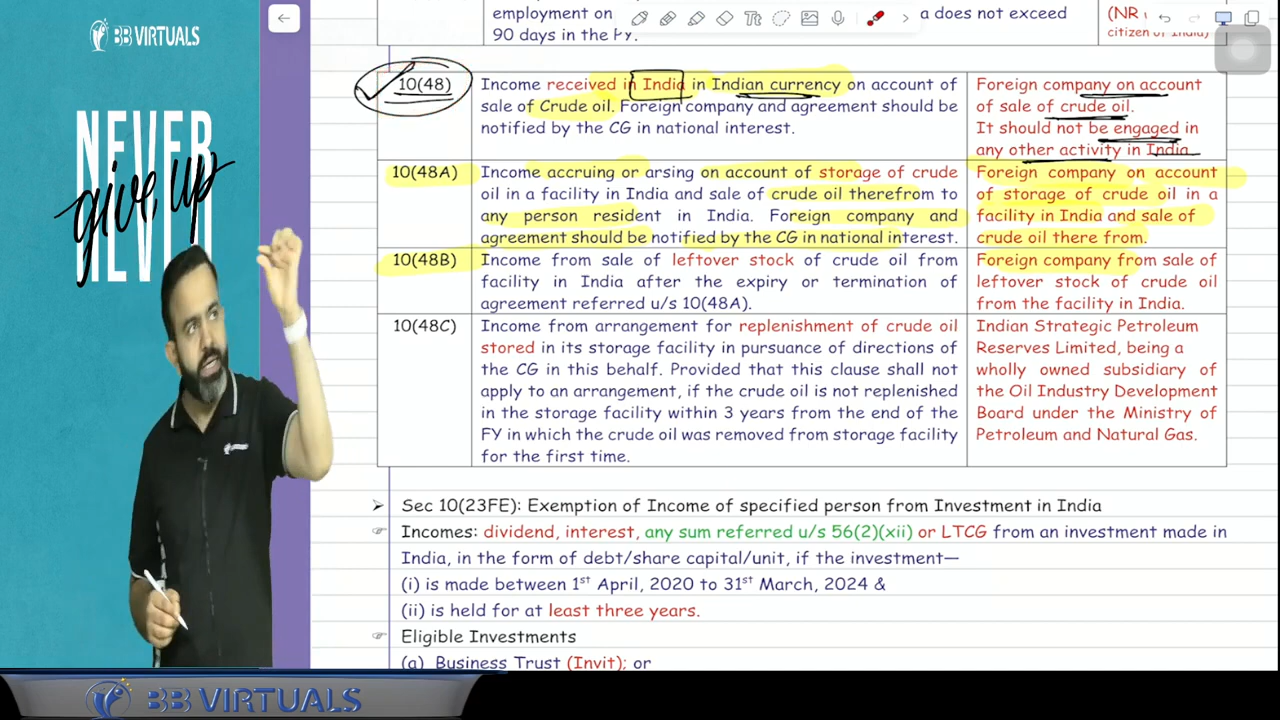 BB VIRTUALS
NEVER
give up
NEVER
employment on
a does not exceed
90 days in the FY.
(NR
citizen of India)
10(48)
Income received in India in Indian currency on account of
sale of Crude oil. Foreign company and agreement should be
notified by the CG in national interest.
Foreign company on account
of sale of crude oil.
It should not be engaged in
any other activity in India
10(48A)
Income accruing or arsing on account of storage of crude
oil in a facility in India and sale of crude oil therefrom to
any person resident in India. Foreign company and
agreement should be notified by the CG in national interest.
Foreign company on account
of storage of crude oil in a
facility in India and sale of
crude oil there from.
10(48B)
Income from sale of leftover stock of crude oil from
facility in India after the expiry or termination of
agreement referred u/s 10(48A).
Foreign company from sale of
leftover stock of crude oil
from the facility in India.
10(48C)
Income from arrangement for replenishment of crude oil
stored in its storage facility in pursuance of directions of
the CG in this behalf. Provided that this clause shall not
apply to an arrangement, if the crude oil is not replenished
in the storage facility within 3 years from the end of the
FY in which the crude oil was removed from storage facility
for the first time.
Indian Strategic Petroleum
Reserves Limited, being a
wholly owned subsidiary of
the Oil Industry Development
Board under the Ministry of
Petroleum and Natural Gas.
➢ Sec 10(23FE): Exemption of Income of specified person from Investment in India
☞ Incomes: dividend, interest, any sum referred u/s 56(2)(xii) or LTCG from an investment made in
India, in the form of debt/share capital/unit, if the investment—
(i) is made between 1st April, 2020 to 31st March, 2024 &
(ii) is held for at least three years.
☞ Eligible Investments
(a) Business Trust (Invit); or
BB VIRTUALS